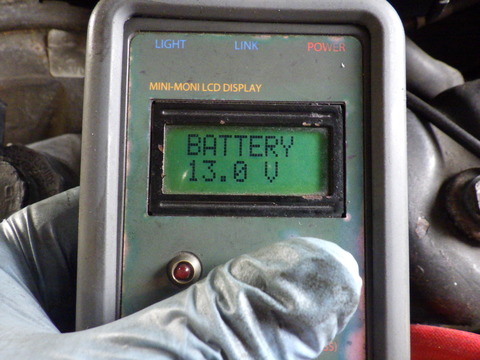 LIGHT LINK POWER
MINI-MONI LCD DISPLAY
BATTERY
13.0 V